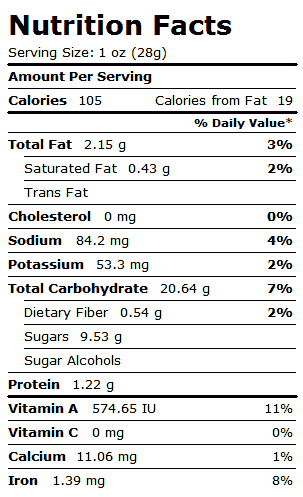 Nutrition Facts
Serving Size: 1 oz (28g)
Amount Per Serving
Calories 105 Calories from Fat 19
% Daily Value*
Total Fat 2.15 g 3%
Saturated Fat 0.43 g 2%
Trans Fat
Cholesterol 0 mg 0%
Sodium 84.2 mg 4%
Potassium 53.3 mg 2%
Total Carbohydrate 20.64 g 7%
Dietary Fiber 0.54 g 2%
Sugars 9.53 g
Sugar Alcohols
Protein 1.22 g
Vitamin A 574.65 IU 11%
Vitamin C 0 mg 0%
Calcium 11.06 mg 1%
Iron 1.39 mg 8%